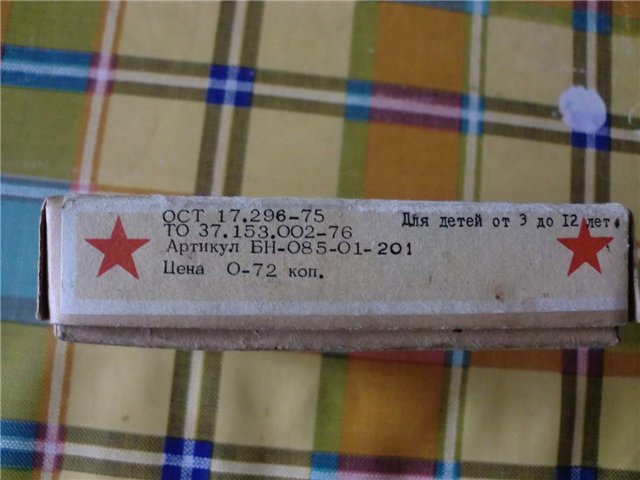 ОСТ 17.296-75
ТО 37.153.002-76
Артикул БН-085-01-201
Цена 0-72 коп.
Для детей от 3 до 12 лет.